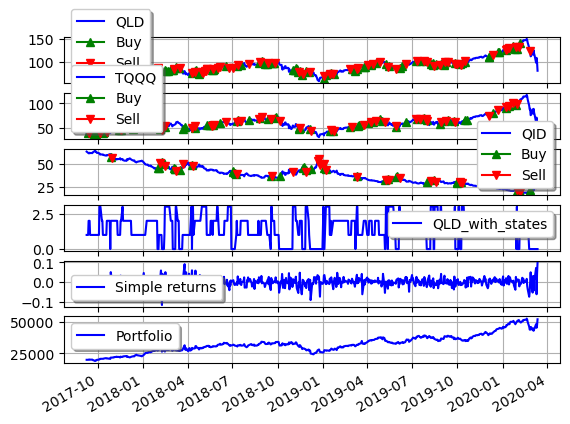 QLD
Buy
Sell
150
100
TQQQ
Buy
Sell
100
50
QID
Buy
Sell
50
25
QLD_with_states
2.5
0.0
Simple returns
0.1
0.0
−0.1
Portfolio
50000
25000
2017-10
2018-01
2018-04
2018-07
2018-10
2019-01
2019-04
2019-07
2019-10
2020-01
2020-04